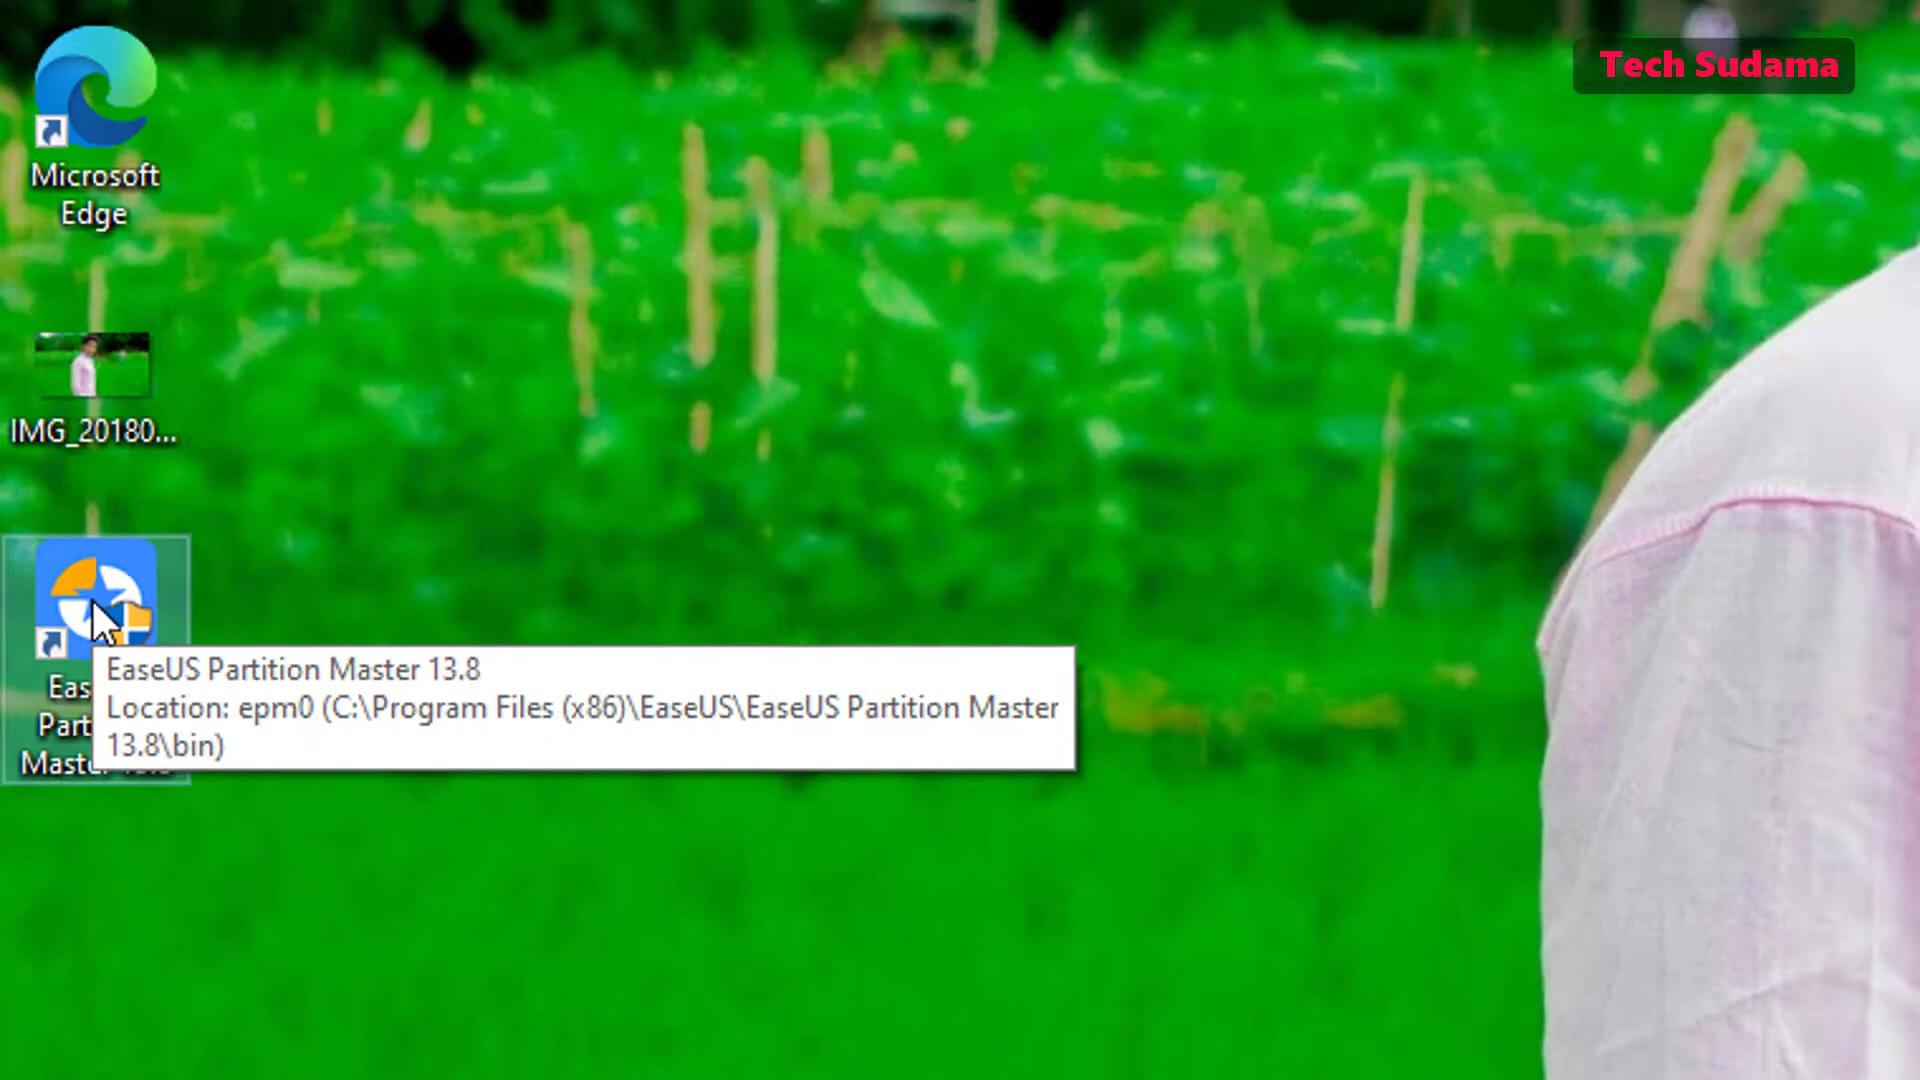 Tech Sudama
Microsoft
Edge
IMG_20180...
Eas
Part
Maste
EaseUS Partition Master 13.8
Location: epm0 (C:\Program Files (x86)\EaseUS\EaseUS Partition Master
13.8\bin)